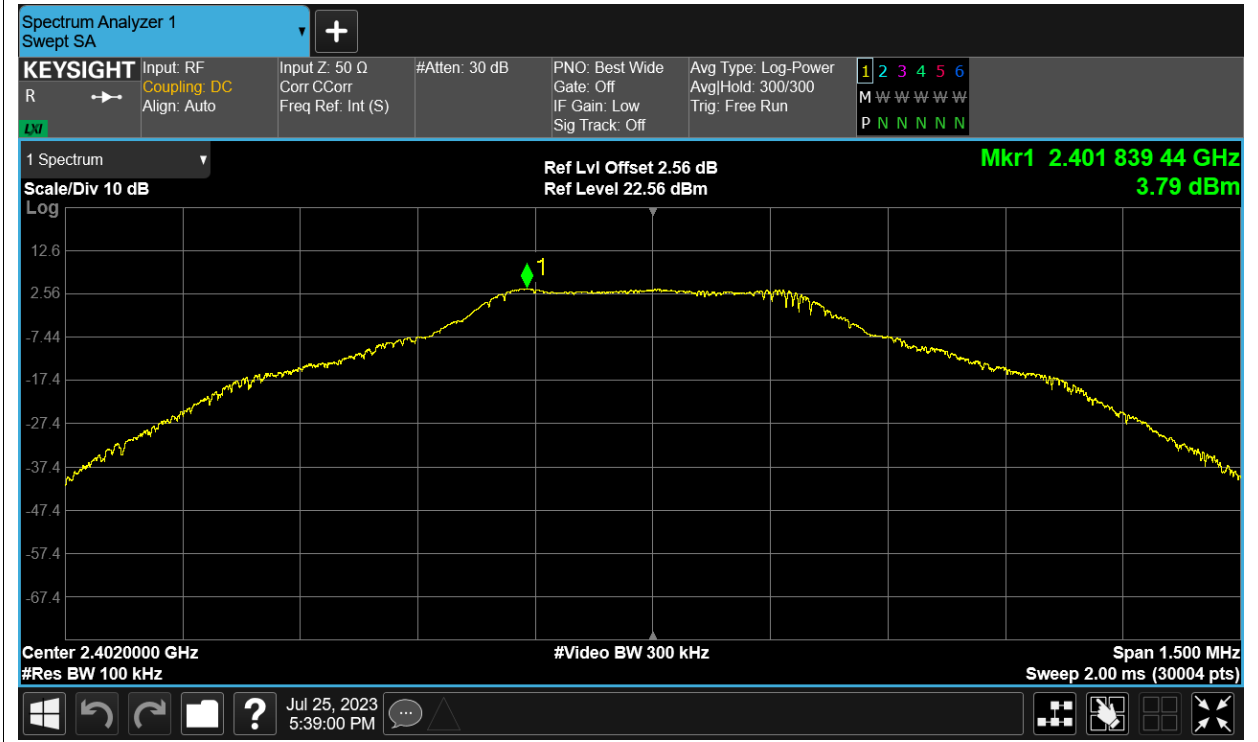 Spectrum Analyzer 1
Swept SA
+
KEYSIGHT
R
LXI
Input: RF
Coupling: DC
Align: Auto
Input Z: 50 Ω
Corr CCorr
Freq Ref: Int (S)
#Atten: 30 dB
PNO: Best Wide
Gate: Off
IF Gain: Low
Sig Track: Off
Avg Type: Log-Power
Avg|Hold: 300/300
Trig: Free Run
1 2 3 4 5 6
M W W W W W W
P N N N N N N
1 Spectrum
Scale/Div 10 dB
Log
Ref Lvl Offset 2.56 dB
Ref Level 22.56 dBm
Mkr1 2.401 839 44 GHz
3.79 dBm
12.6
1
2.56
-7.44
-17.4
-27.4
-37.4
-47.4
-57.4
-67.4
Center 2.4020000 GHz
#Video BW 300 kHz
Span 1.500 MHz
#Res BW 100 kHz
Sweep 2.00 ms (30004 pts)
?
Jul 25, 2023
5:39:00 PM